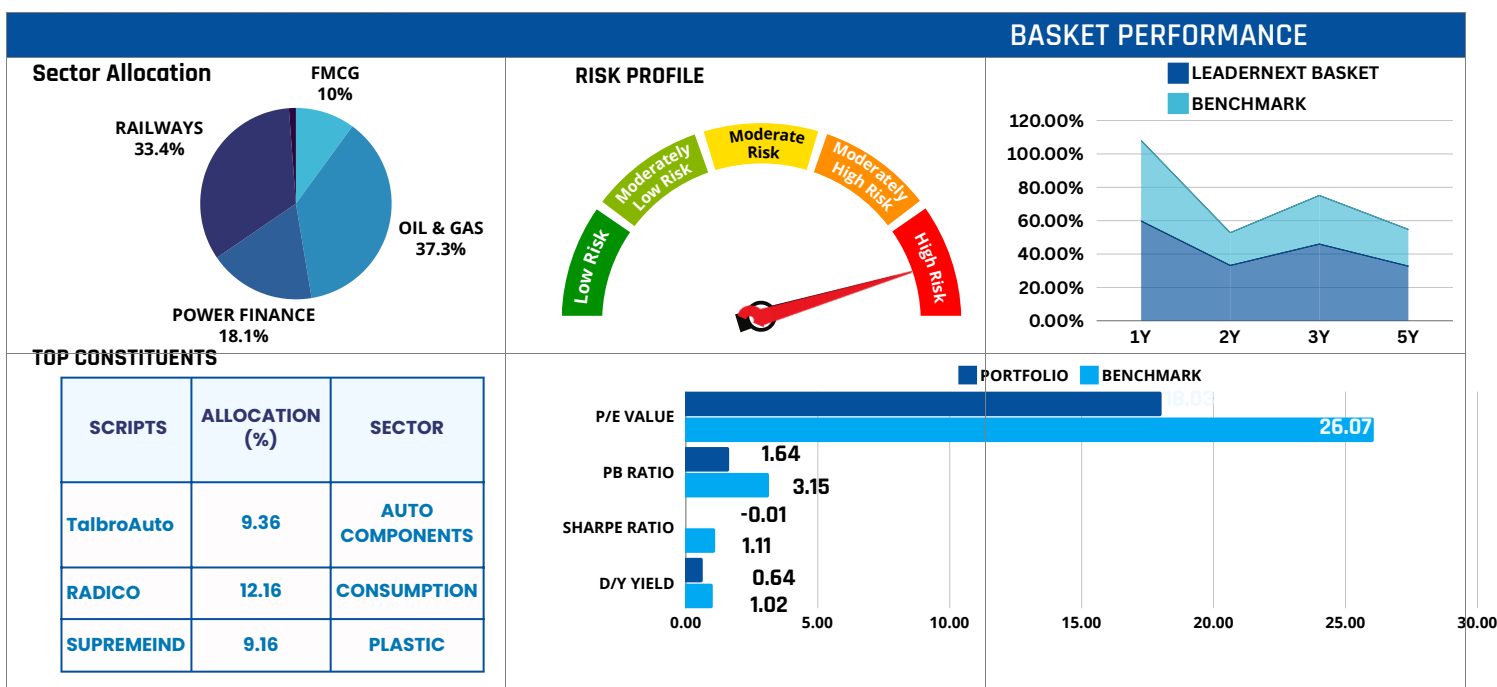 BASKET PERFORMANCE
Sector Allocation
FMCG
10%
RAILWAYS
33.4%
OIL & GAS
37.3%
POWER FINANCE
18.1%
RISK PROFILE
Low Risk
Moderately
Low Risk
Moderate
Risk
Moderately
High Risk
High Risk
LEADERNEXT BASKET
BENCHMARK
120.00%
100.00%
80.00%
60.00%
40.00%
20.00%
0.00%
1Y 2Y 3Y 5Y
TOP CONSTITUENTS
SCRIPTS ALLOCATION (%) SECTOR
TalbroAuto 9.36 AUTO COMPONENTS
RADICO 12.16 CONSUMPTION
SUPREMEIND 9.16 PLASTIC
PORTFOLIO BENCHMARK
P/E VALUE
18.03
26.07
PB RATIO
1.64
3.15
SHARPE RATIO
-0.01
1.11
D/Y YIELD
0.64
1.02
0.00 5.00 10.00 15.00 20.00 25.00 30.00